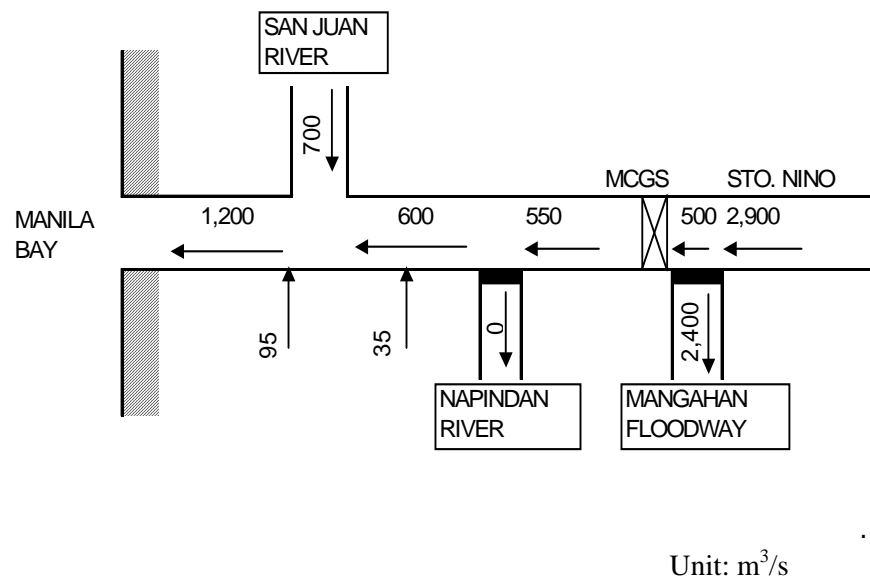 SAN JUAN
RIVER
700
MCGS STO. NINO
MANILA
BAY
1,200 600 550 500 2,900
95
35
0
2,400
NAPINDAN
RIVER
MANGAHAN
FLOODWAY
.
Unit: m³/s